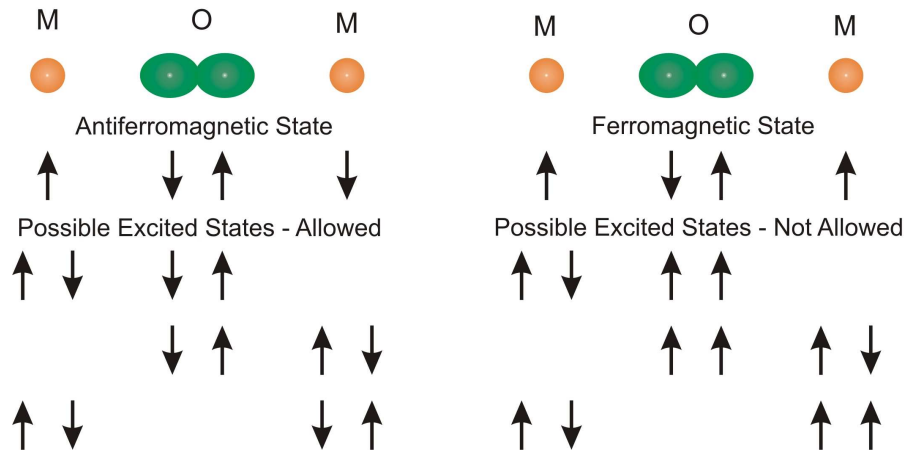 M O M
Antiferromagnetic State
Possible Excited States - Allowed
M O M
Ferromagnetic State
Possible Excited States - Not Allowed